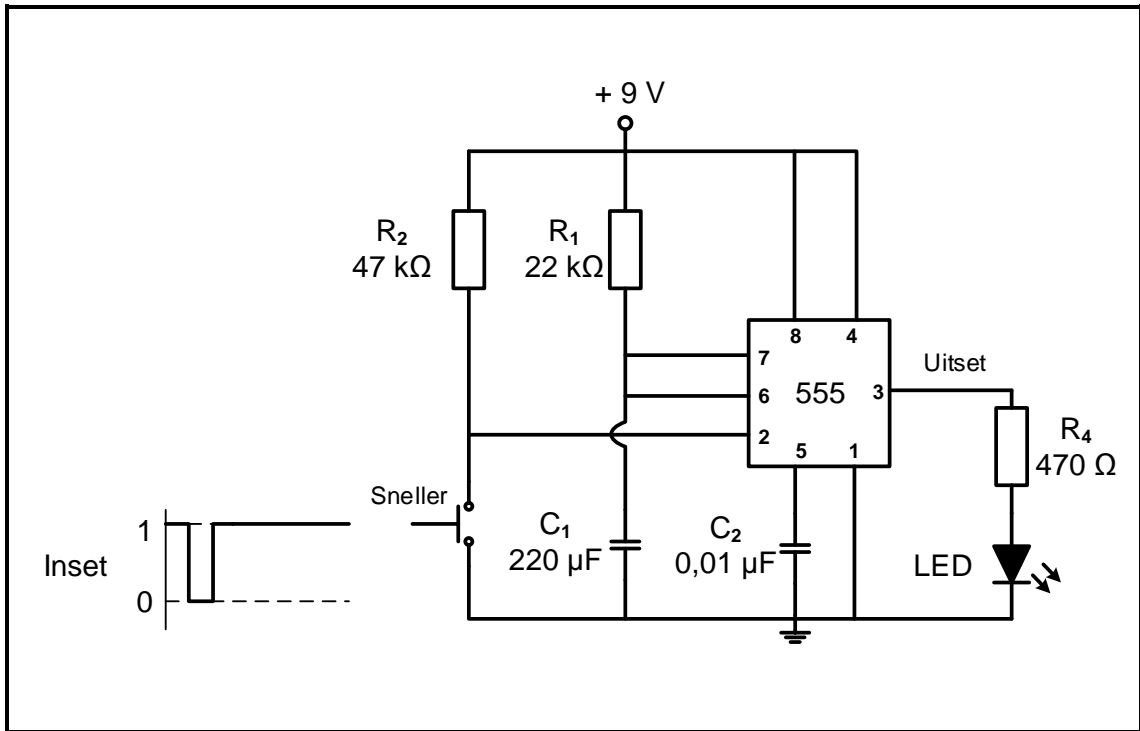 + 9 V
R₂
47 kΩ
R₁
22 kΩ
8 4
7
6 555 3
2
5 1
Uitset
R₄
470 Ω
Sneller
Inset
1
0
C₁
220 µF
C₂
0,01 µF
LED